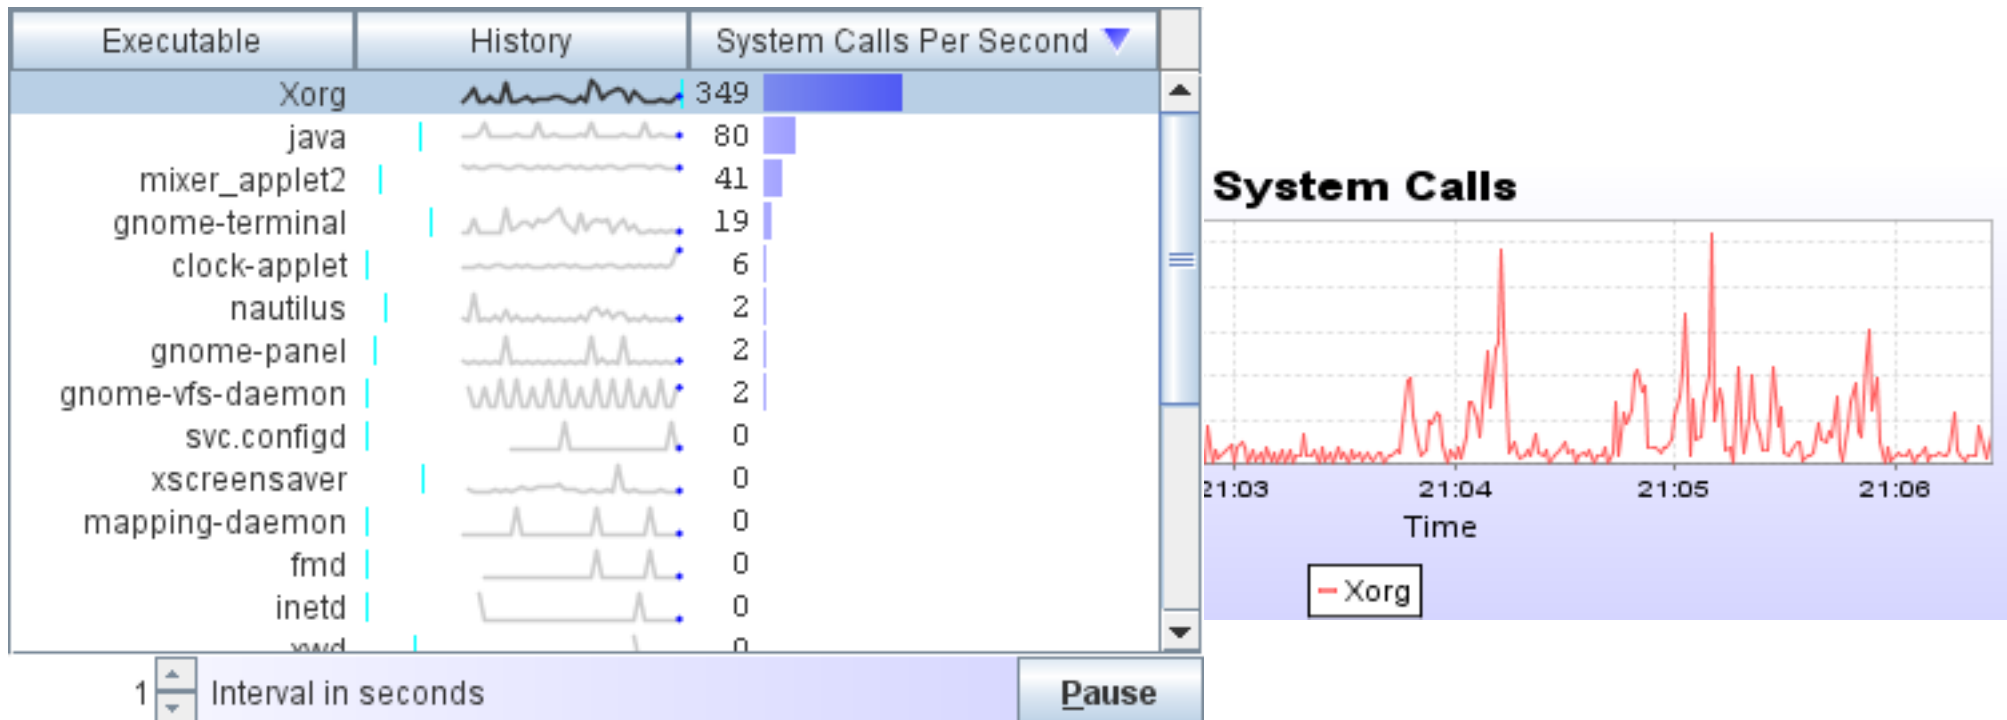 Executable History System Calls Per Second
Xorg 349
java 80
mixer_applet2 41
gnome-terminal 19
clock-applet 6
nautilus 2
gnome-panel 2
gnome-vfs-daemon 2
svc.configd 0
xscreensaver 0
mapping-daemon 0
fmd 0
inetd 0
xwd 0
1 Interval in seconds Pause
System Calls
21:03 21:04 21:05 21:06
Time
Xorg